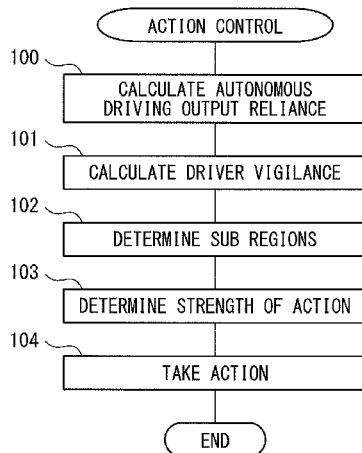 ACTION CONTROL
100
CALCULATE AUTONOMOUS
DRIVING OUTPUT RELIANCE
101
CALCULATE DRIVER VIGILANCE
102
DETERMINE SUB REGIONS
103
DETERMINE STRENGTH OF ACTION
104
TAKE ACTION
END